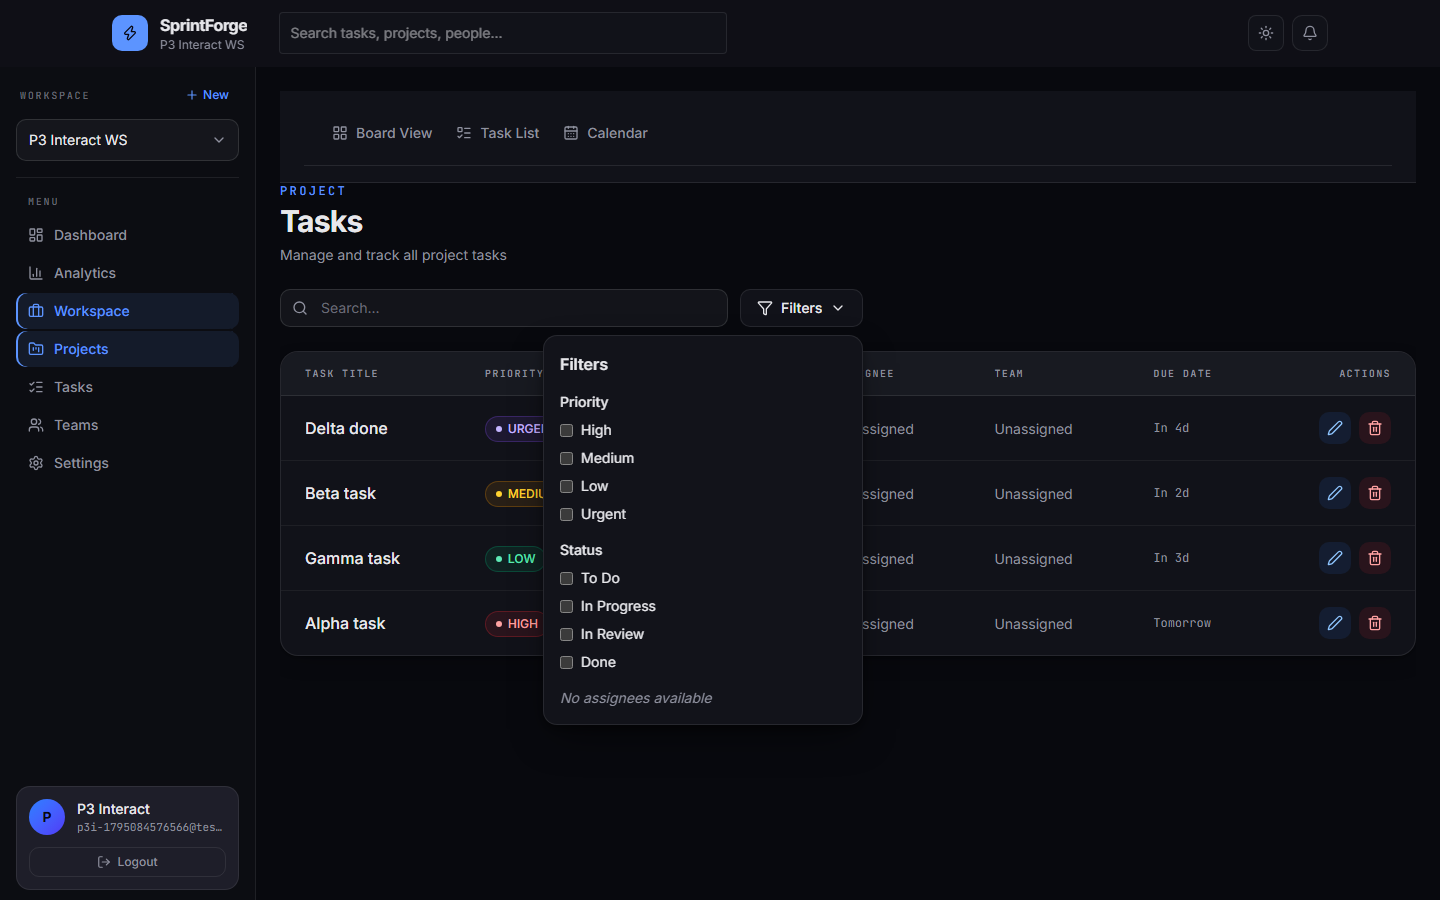 SprintForge
P3 Interact WS
Search tasks, projects, people...
WORKSPACE
New
P3 Interact WS
MENU
Dashboard
Analytics
Workspace
Projects
Tasks
Teams
Settings
P
P3 Interact
p3i-1795084576566@tes…
Logout
Board View
Task List
Calendar
PROJECT
Tasks
Manage and track all project tasks
Search...
Filters
TASK TITLE PRIORITY GNEE TEAM DUE DATE ACTIONS
Delta done URGE ssigned Unassigned In 4d
Beta task MEDIU ssigned Unassigned In 2d
Gamma task LOW ssigned Unassigned In 3d
Alpha task HIGH ssigned Unassigned Tomorrow
Filters
Priority
High
Medium
Low
Urgent
Status
To Do
In Progress
In Review
Done
No assignees available